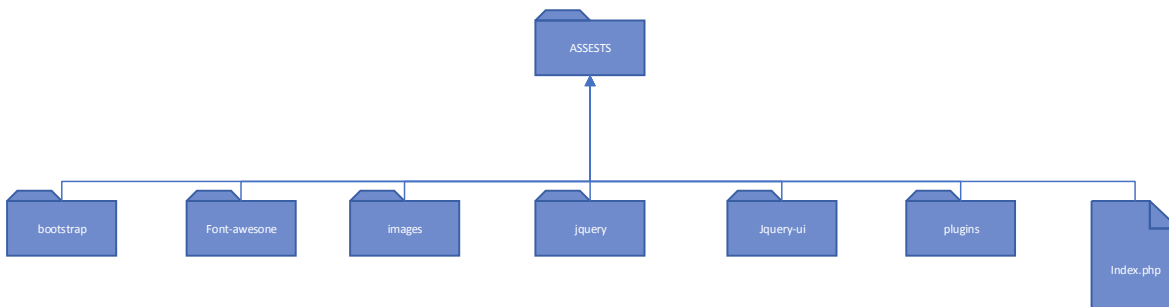 ASSESTS
bootstrap
Font-awesone
images
jquery
Jquery-ui
plugins
Index.php